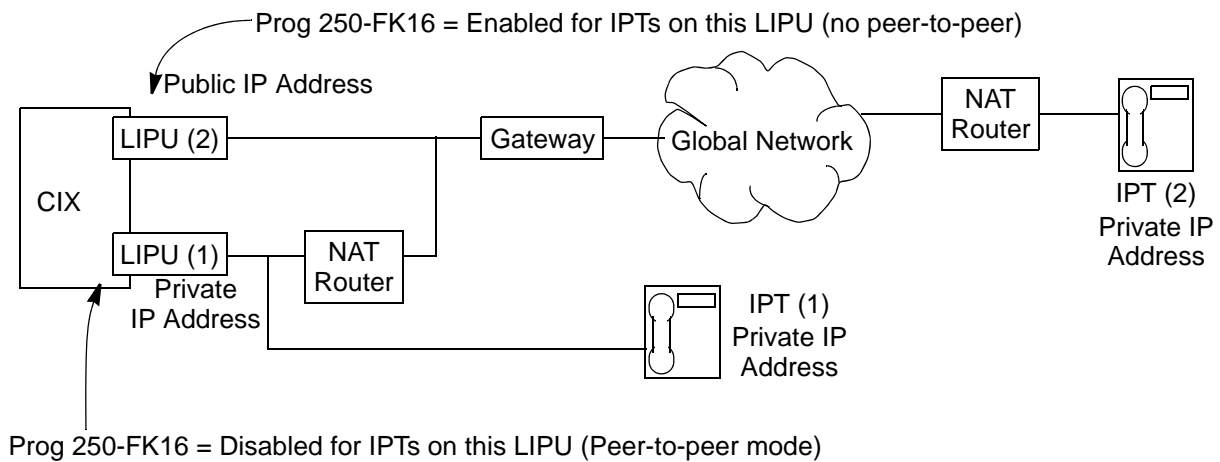 Prog 250-FK16 = Enabled for IPTs on this LIPU (no peer-to-peer)
Public IP Address
LIPU (2)
Gateway
Global Network
NAT
Router
IPT (2)
Private IP
Address
CIX
LIPU (1)
Private
IP Address
NAT
Router
IPT (1)
Private IP
Address
Prog 250-FK16 = Disabled for IPTs on this LIPU (Peer-to-peer mode)